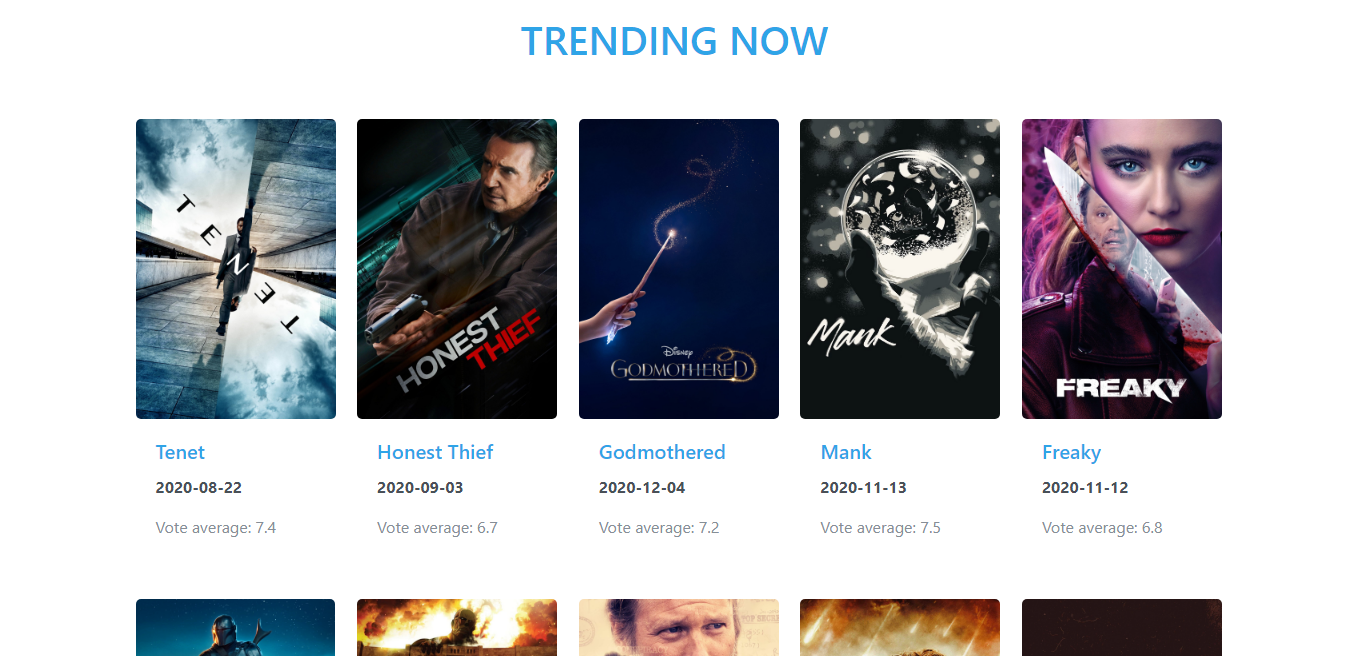 TRENDING NOW
TENET
HONEST
THIEF
Disney
GODMOTHERED
Mank
FREAKY
Tenet
Honest Thief
Godmothered
Mank
Freaky
2020-08-22
2020-09-03
2020-12-04
2020-11-13
2020-11-12
Vote average: 7.4
Vote average: 6.7
Vote average: 7.2
Vote average: 7.5
Vote average: 6.8
TOP SECRE